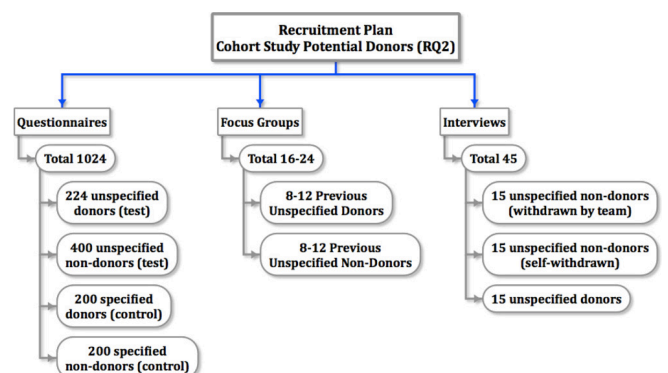 Recruitment Plan
Cohort Study Potential Donors (RQ2)
Questionnaires
Total 1024
224 unspecified
donors (test)
400 unspecified
non-donors (test)
200 specified
donors (control)
200 specified
non-donors (control)
Focus Groups
Total 16-24
8-12 Previous
Unspecified Donors
8-12 Previous
Unspecified Non-Donors
Interviews
Total 45
15 unspecified non-donors
(withdrawn by team)
15 unspecified non-donors
(self-withdrawn)
15 unspecified donors